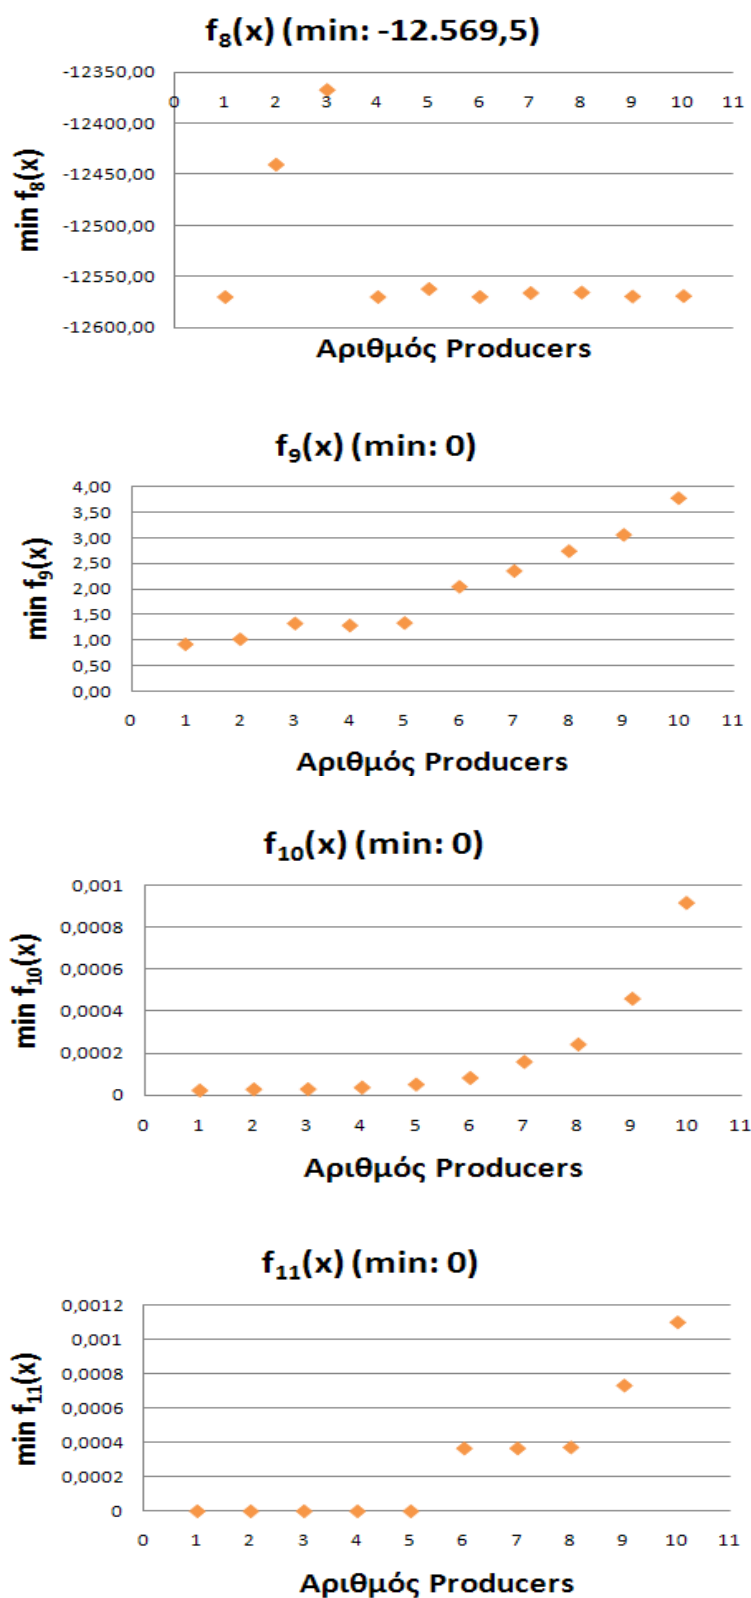 f₈(x) (min: -12.569,5)
-12350,00
0 1 2 3 4 5 6 7 8 9 10 11
-12400,00
-12450,00
-12500,00
-12550,00
-12600,00
min f₈(x)
Αριθμός Producers
f₉(x) (min: 0)
4,00
3,50
3,00
2,50
2,00
1,50
1,00
0,50
0,00
min f₉(x)
0 1 2 3 4 5 6 7 8 9 10 11
Αριθμός Producers
f₁₀(x) (min: 0)
0,001
0,0008
0,0006
0,0004
0,0002
0
min f₁₀(x)
0 1 2 3 4 5 6 7 8 9 10 11
Αριθμός Producers
f₁₁(x) (min: 0)
0,0012
0,001
0,0008
0,0006
0,0004
0,0002
0
min f₁₁(x)
0 1 2 3 4 5 6 7 8 9 10 11
Αριθμός Producers